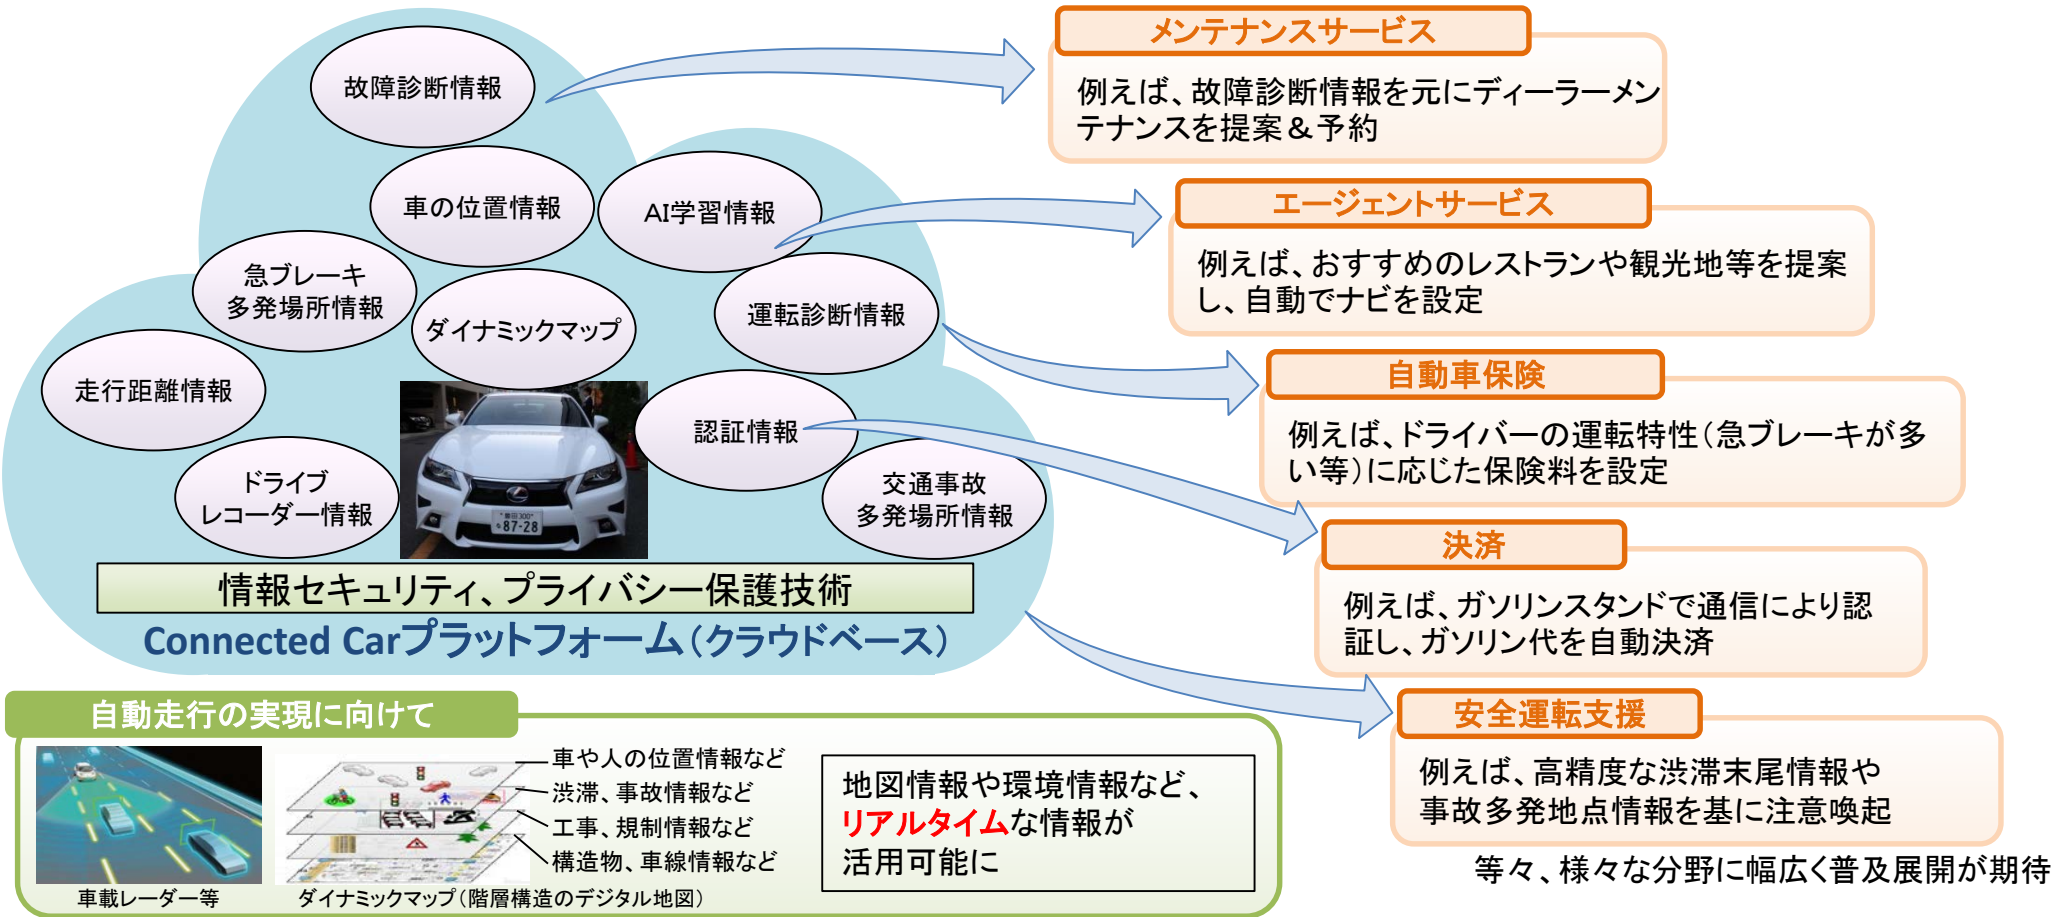 故障診断情報
車の位置情報
AI学習情報
急ブレーキ
多発場所情報
ダイナミックマップ
運転診断情報
走行距離情報
認証情報
ドライブ
レコーダー情報
交通事故
多発場所情報
87-28
情報セキュリティ、プライバシー保護技術
Connected Carプラットフォーム（クラウドベース）
メンテナンスサービス
例えば、故障診断情報を元にディーラーメン
テナンスを提案＆予約
エージェントサービス
例えば、おすすめのレストランや観光地等を提案
し、自動でナビを設定
自動車保険
例えば、ドライバーの運転特性（急ブレーキが多
い等）に応じた保険料を設定
決済
例えば、ガソリンスタンドで通信により認
証し、ガソリン代を自動決済
安全運転支援
例えば、高精度な渋滞末尾情報や
事故多発地点情報を基に注意喚起
等々、様々な分野に幅広く普及展開が期待
自動走行の実現に向けて
車載レーダー等
車や人の位置情報など
渋滞、事故情報など
工事、規制情報など
構造物、車線情報など
ダイナミックマップ（階層構造のデジタル地図）
地図情報や環境情報など、
リアルタイムな情報が
活用可能に